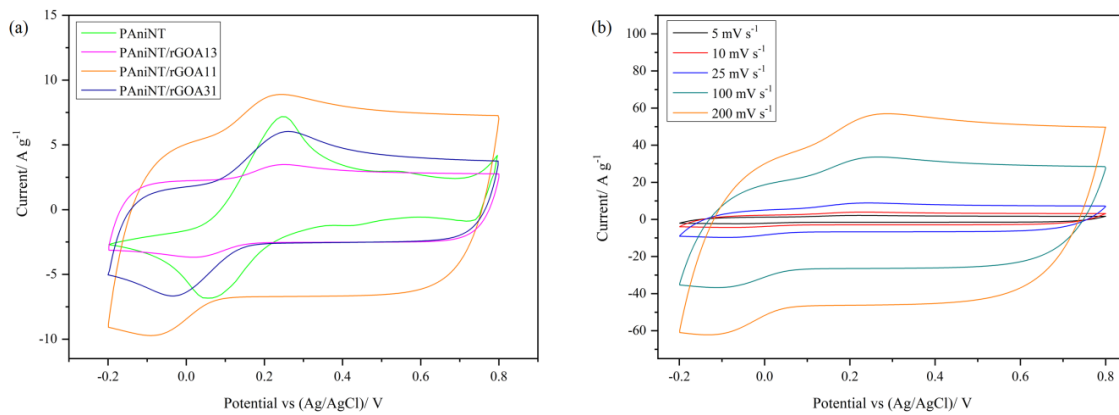 (a)
15
10
5
0
-5
-10
Current/ A g⁻¹
PAniNT
PAniNT/rGOA13
PAniNT/rGOA11
PAniNT/rGOA31
-0.2 0.0 0.2 0.4 0.6 0.8
Potential vs (Ag/AgCl)/ V
(b)
100
80
60
40
20
0
-20
-40
-60
Current/ A g⁻¹
5 mV s⁻¹
10 mV s⁻¹
25 mV s⁻¹
100 mV s⁻¹
200 mV s⁻¹
-0.2 0.0 0.2 0.4 0.6 0.8
Potential vs (Ag/AgCl)/ V